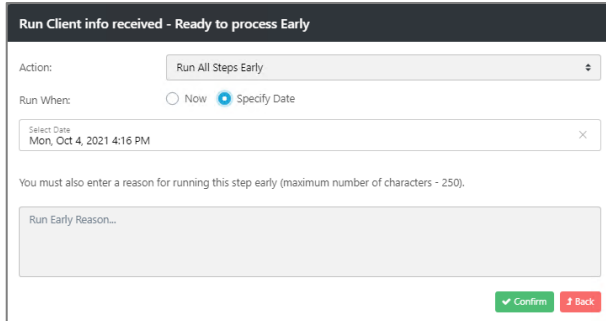 Run Client info received - Ready to process Early
Action: Run All Steps Early
Run When: Now Specify Date
Select Date
Mon, Oct 4, 2021 4:16 PM
You must also enter a reason for running this step early (maximum number of characters - 250).
Run Early Reason...
Confirm Back